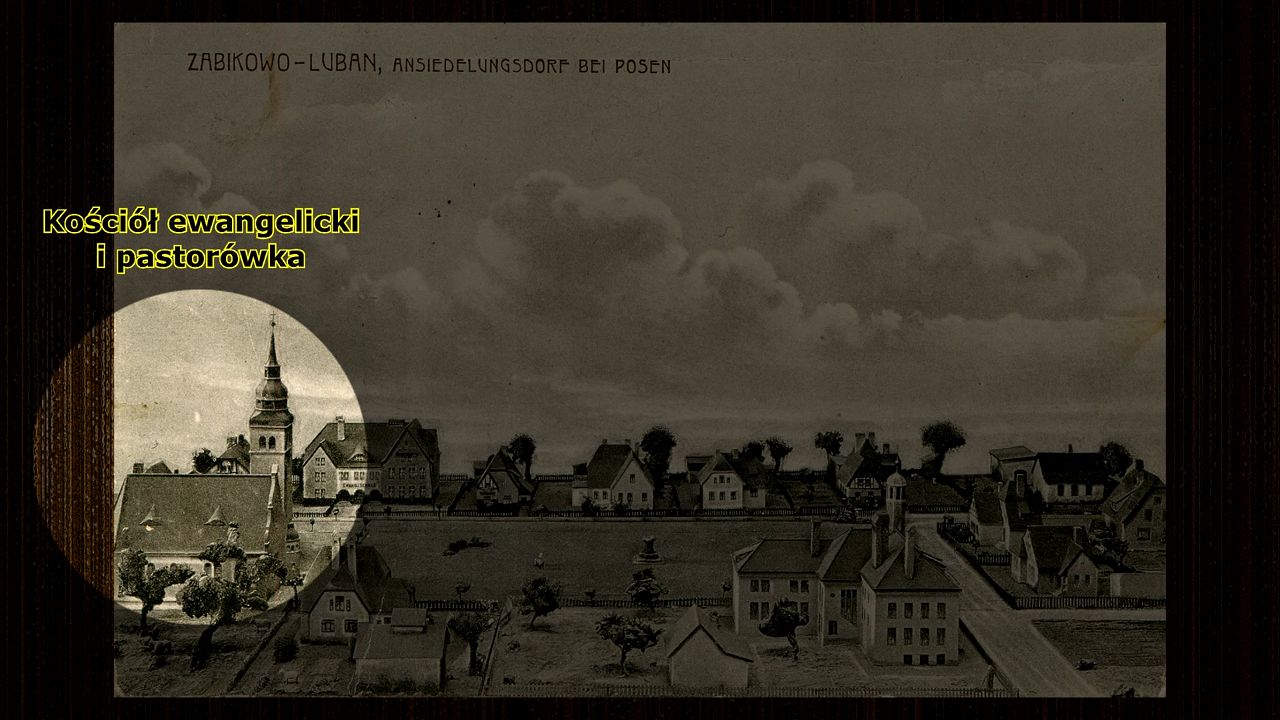 ZABIKOWO-LUBAN, ANSIEDELUNGSDORF BEI POSEN
Kościół ewangelicki
i pastorówka